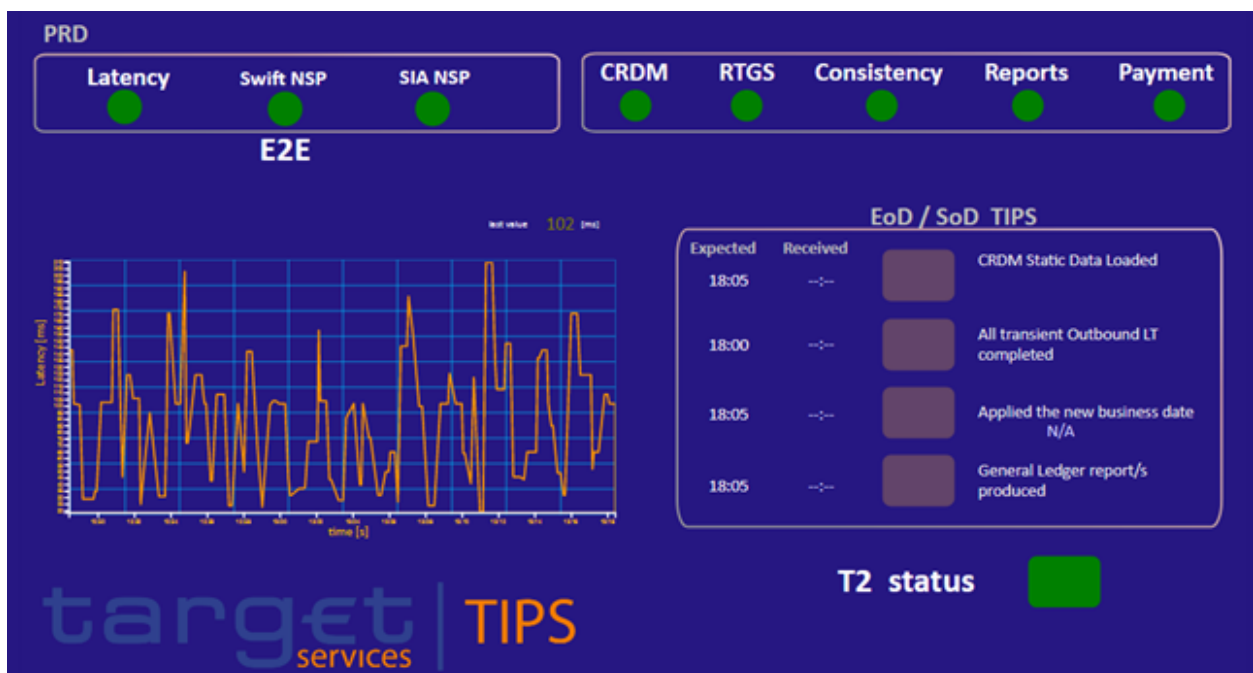 PRD
Latency Swift NSP SIA NSP
E2E
CRDM RTGS Consistency Reports Payment
last value 102 [ms]
Latency [ms]
time [s]
EoD / SoD TIPS
Expected Received
18:05 --:-- CRDM Static Data Loaded
18:00 --:-- All transient Outbound LT
completed
18:05 --:-- Applied the new business date
N/A
18:05 --:-- General Ledger report/s
produced
T2 status
target
services
TIPS